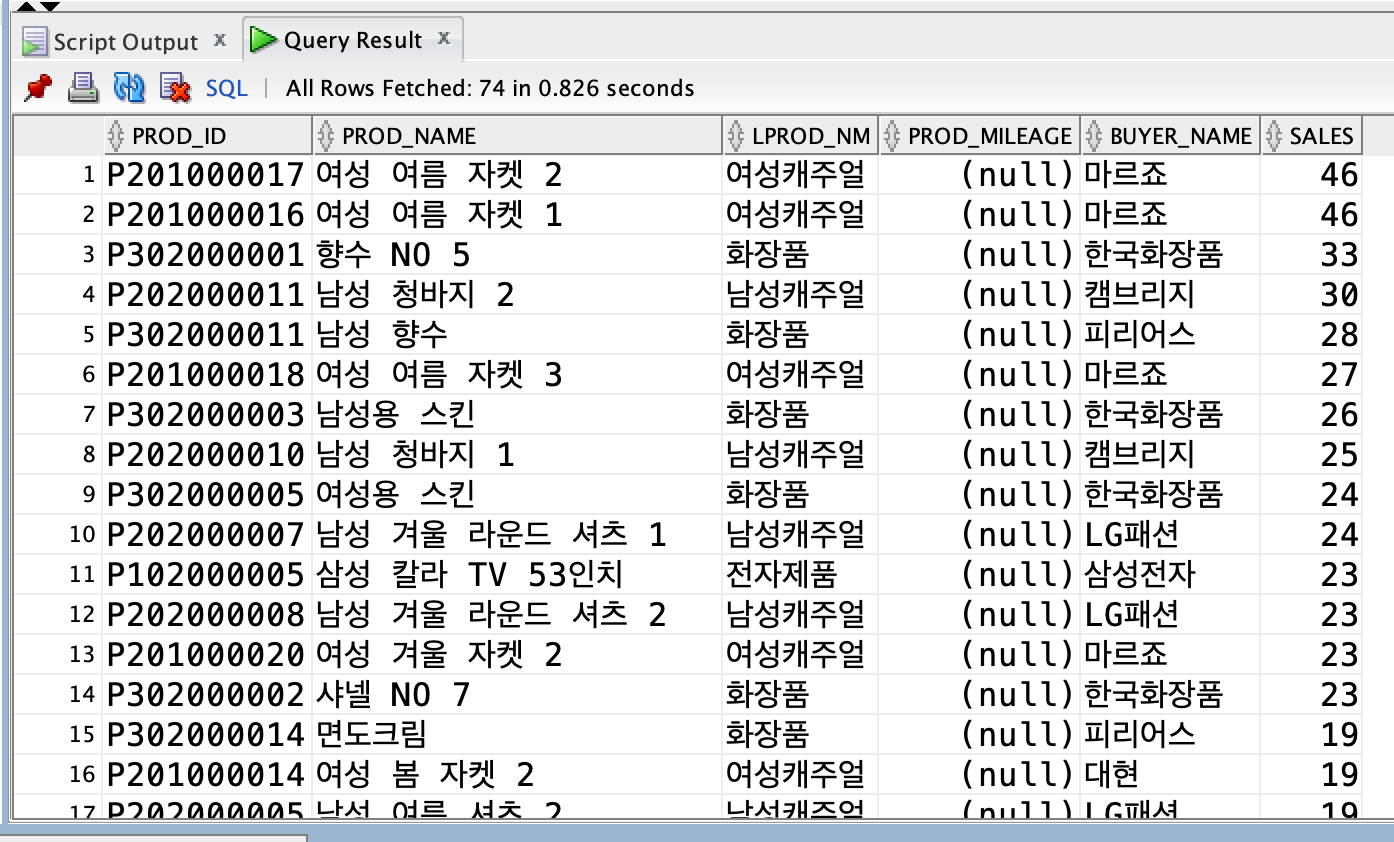 Script Output x Query Result x
SQL | All Rows Fetched: 74 in 0.826 seconds
PROD_ID PROD_NAME LPROD_NM PROD_MILEAGE BUYER_NAME SALES
1 P201000017 여성 여름 자켓 2 여성캐주얼 (null) 마르죠 46
2 P201000016 여성 여름 자켓 1 여성캐주얼 (null) 마르죠 46
3 P302000001 향수 NO 5 화장품 (null) 한국화장품 33
4 P202000011 남성 청바지 2 남성캐주얼 (null) 캠브리지 30
5 P302000011 남성 향수 화장품 (null) 피리어스 28
6 P201000018 여성 여름 자켓 3 여성캐주얼 (null) 마르죠 27
7 P302000003 남성용 스킨 화장품 (null) 한국화장품 26
8 P202000010 남성 청바지 1 남성캐주얼 (null) 캠브리지 25
9 P302000005 여성용 스킨 화장품 (null) 한국화장품 24
10 P202000007 남성 겨울 라운드 셔츠 1 남성캐주얼 (null) LG패션 24
11 P102000005 삼성 칼라 TV 53인치 전자제품 (null) 삼성전자 23
12 P202000008 남성 겨울 라운드 셔츠 2 남성캐주얼 (null) LG패션 23
13 P201000020 여성 겨울 자켓 2 여성캐주얼 (null) 마르죠 23
14 P302000002 샤넬 NO 7 화장품 (null) 한국화장품 23
15 P302000014 면도크림 화장품 (null) 피리어스 19
16 P201000014 여성 봄 자켓 2 여성캐주얼 (null) 대현 19
17 P202000005 남성 여름 셔츠 2 남성캐주얼 (null) LG패션 19